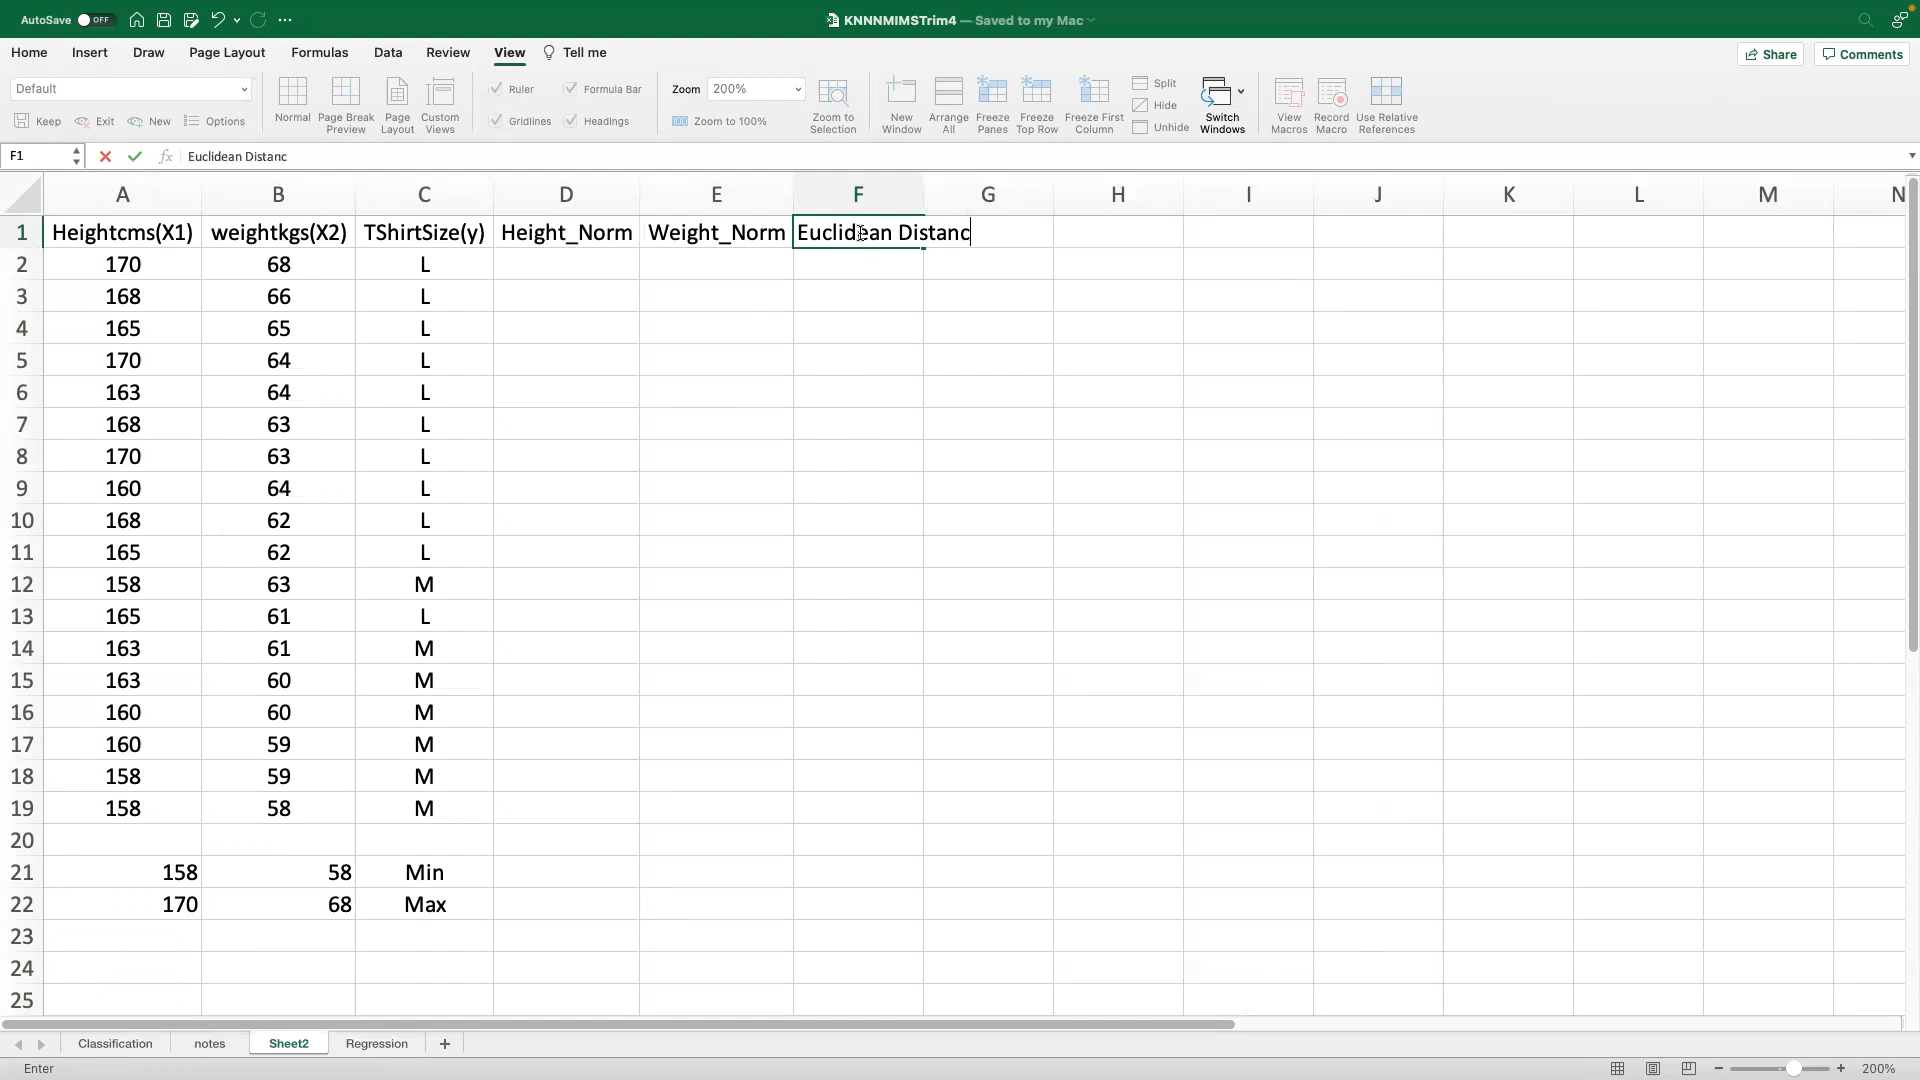 AutoSave OFF KNNNMIMSTrim4 — Saved to my Mac
Home Insert Draw Page Layout Formulas Data Review View Tell me Share Comments
Default Keep Exit New Options
Normal Page Break Preview Page Layout Custom Views
Ruler Formula Bar Gridlines Headings
Zoom 200% Zoom to 100% Zoom to Selection
New Window Arrange All Freeze Panes Freeze Top Row Freeze First Column
Split Hide Unhide Switch Windows
View Macros Record Macro Use Relative References
F1 fx Euclidean Distanc
A B C D E F G H I J K L M N
1 Heightcms(X1) weightkgs(X2) TShirtSize(y) Height_Norm Weight_Norm Euclidean Distanc
2 170 68 L
3 168 66 L
4 165 65 L
5 170 64 L
6 163 64 L
7 168 63 L
8 170 63 L
9 160 64 L
10 168 62 L
11 165 62 L
12 158 63 M
13 165 61 L
14 163 61 M
15 163 60 M
16 160 60 M
17 160 59 M
18 158 59 M
19 158 58 M
20
21 158 58 Min
22 170 68 Max
23
24
25
Classification notes Sheet2 Regression
Enter 200%